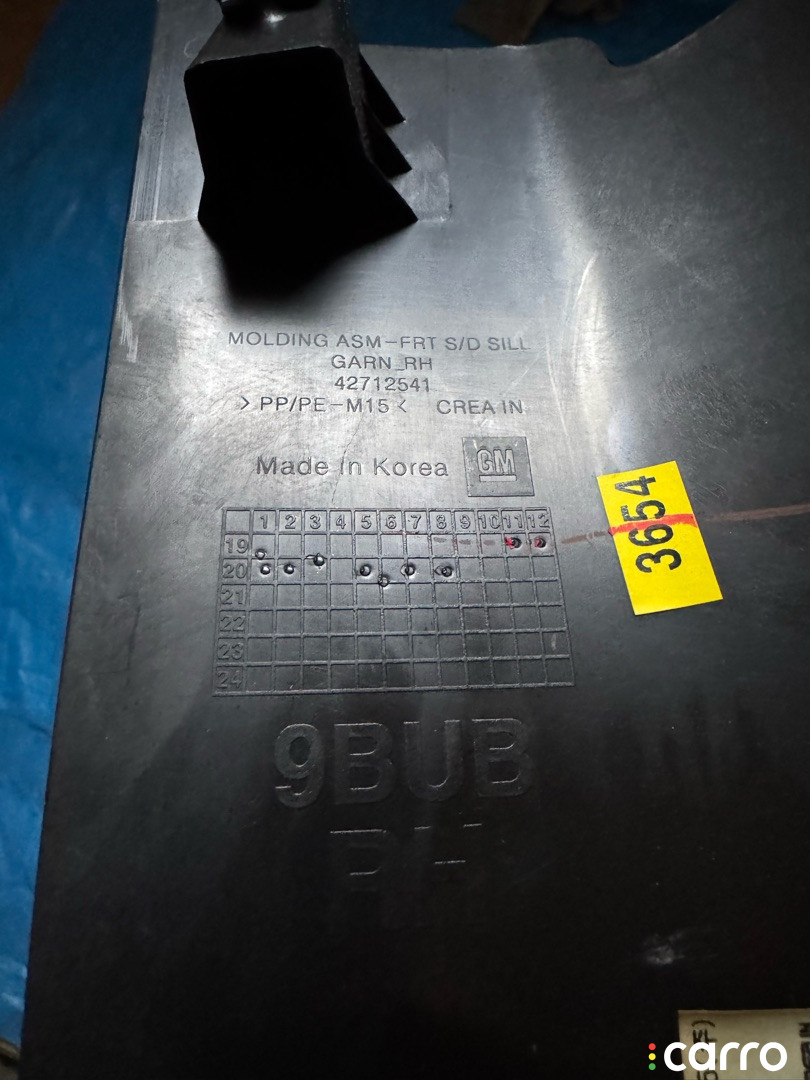 MOLDING ASM-FRT S/D SILL
GARN_RH
42712541
>PP/PE-M15< CREA IN
Made in Korea GM
1 2 3 4 5 6 7 8 9 10 11 12
19
20
21
22
23
24
3654
9BUB
carro